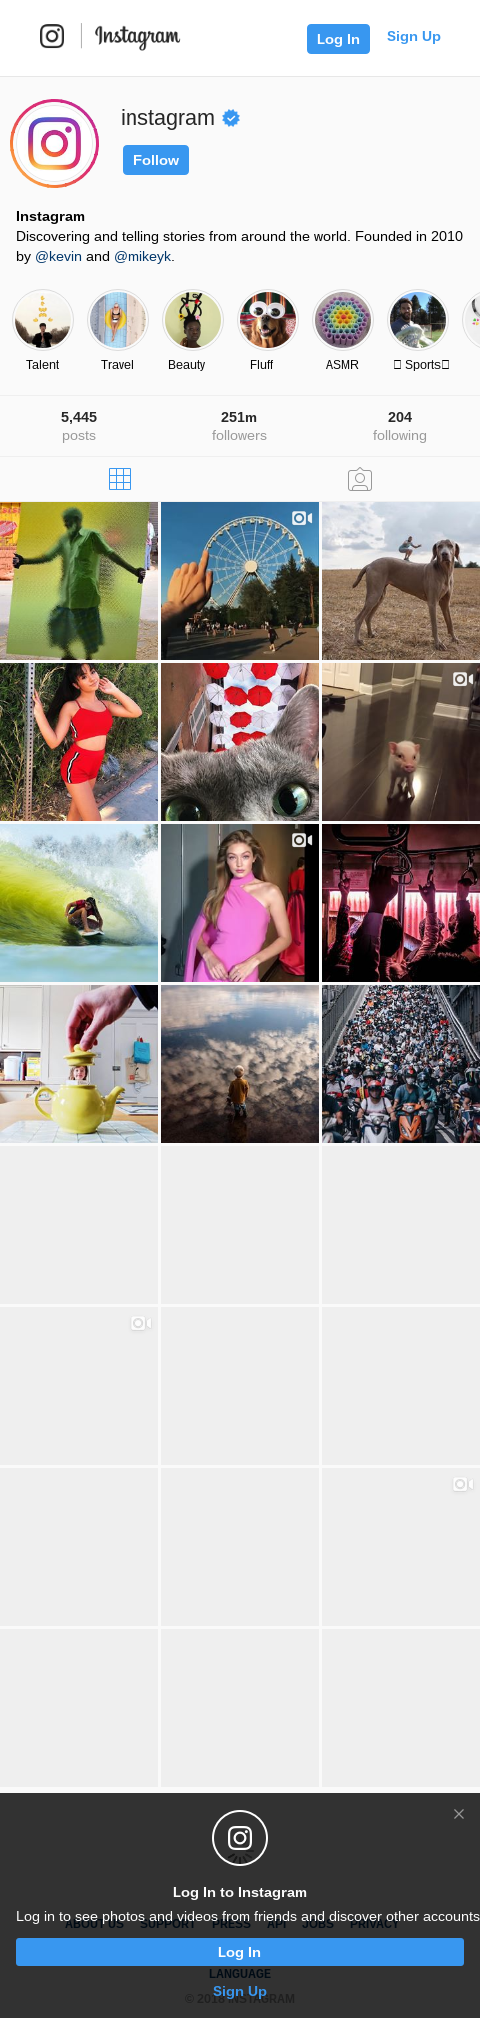 Instagram
Log In
Sign Up
instagram
Follow
Instagram
Discovering and telling stories from around the world. Founded in 2010
by @kevin and @mikeyk.
Talent Travel Beauty Fluff ASMR Sports
5,445 251m 204
posts followers following
Log In to Instagram
Log in to see photos and videos from friends and discover other accounts
ABOUT US SUPPORT PRESS API JOBS PRIVACY
Log In
LANGUAGE
Sign Up
© 2018 INSTAGRAM